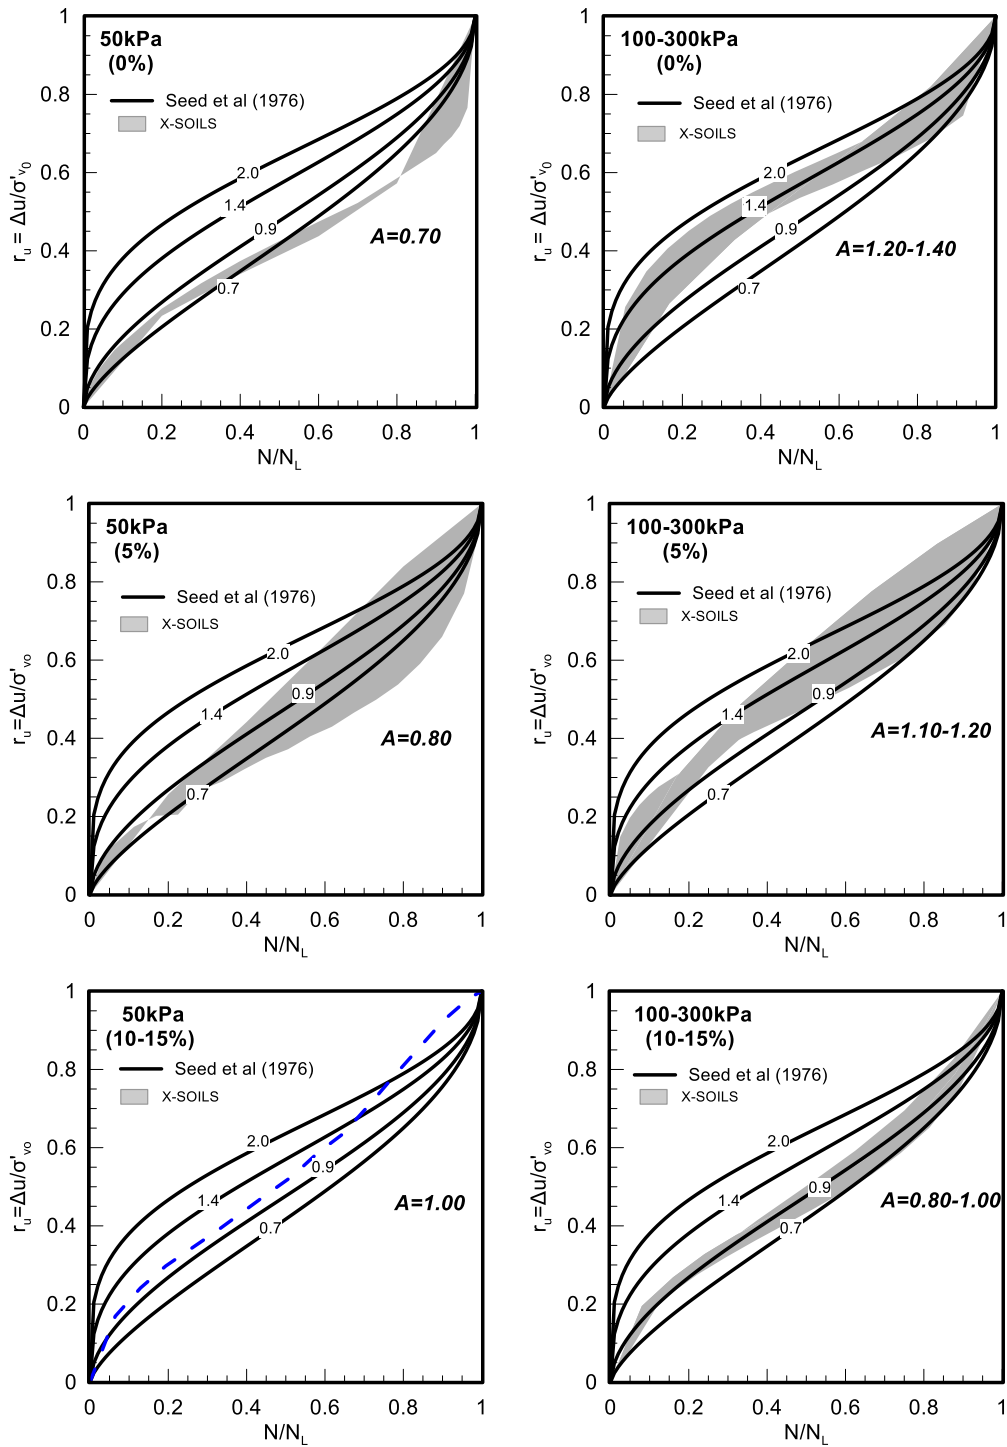 50kPa
(0%)
Seed et al (1976)
X-SOILS
2.0
1.4
0.9
0.7
A=0.70
1
0.8
0.6
0.4
0.2
0
0 0.2 0.4 0.6 0.8 1
N/N_L
r_u = Δu/σ'_v0
100-300kPa
(0%)
Seed et al (1976)
X-SOILS
2.0
1.4
0.9
0.7
A=1.20-1.40
1
0.8
0.6
0.4
0.2
0
0 0.2 0.4 0.6 0.8 1
N/N_L
r_u = Δu/σ'_v0
50kPa
(5%)
Seed et al (1976)
X-SOILS
2.0
0.9
1.4
0.7
A=0.80
1
0.8
0.6
0.4
0.2
0
0 0.2 0.4 0.6 0.8 1
N/N_L
r_u=Δu/σ'_vo
100-300kPa
(5%)
Seed et al (1976)
X-SOILS
2.0
0.9
1.4
0.7
A=1.10-1.20
1
0.8
0.6
0.4
0.2
0
0 0.2 0.4 0.6 0.8 1
N/N_L
r_u=Δu/σ'_vo
50kPa
(10-15%)
Seed et al (1976)
X-SOILS
2.0
0.9
1.4
0.7
A=1.00
1
0.8
0.6
0.4
0.2
0
0 0.2 0.4 0.6 0.8 1
N/N_L
r_u=Δu/σ'_vo
100-300kPa
(10-15%)
Seed et al (1976)
X-SOILS
2.0
0.9
1.4
0.7
A=0.80-1.00
1
0.8
0.6
0.4
0.2
0
0 0.2 0.4 0.6 0.8 1
N/N_L
r_u=Δu/σ'_vo